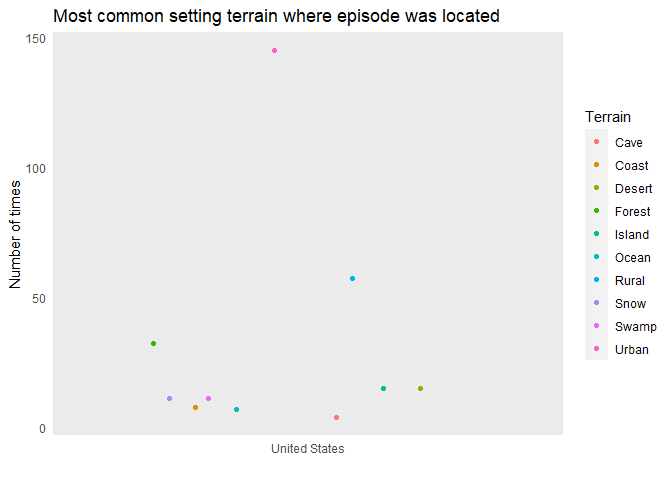 Most common setting terrain where episode was located
150
100
50
0
Number of times
United States
Terrain
Cave
Coast
Desert
Forest
Island
Ocean
Rural
Snow
Swamp
Urban